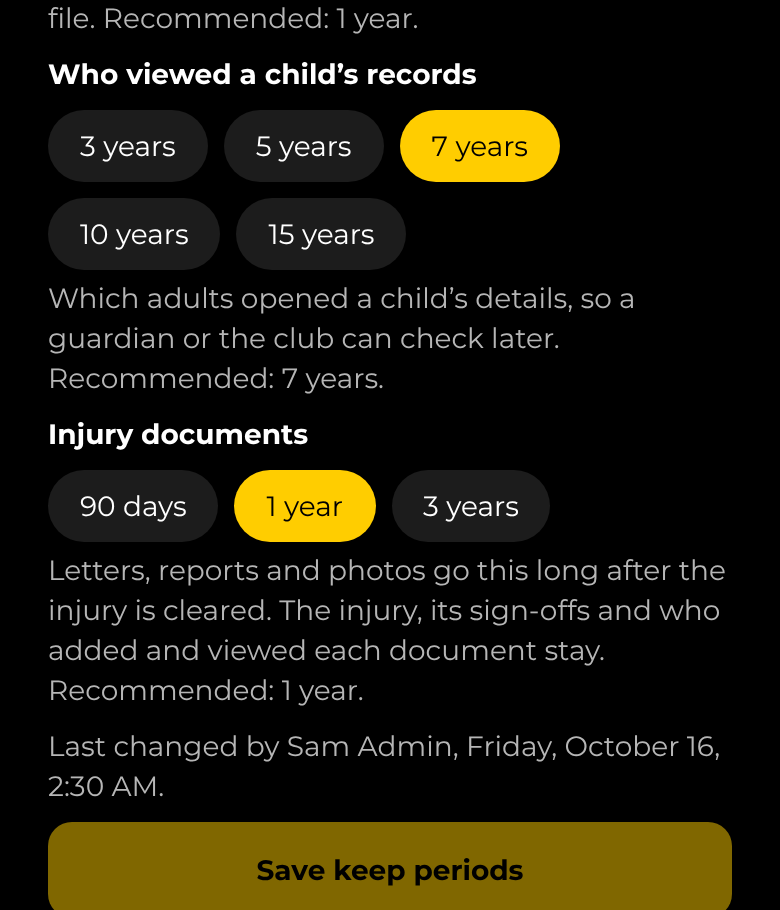 file. Recommended: 1 year.
Who viewed a child’s records
3 years
5 years
7 years
10 years
15 years
Which adults opened a child’s details, so a
guardian or the club can check later.
Recommended: 7 years.
Injury documents
90 days
1 year
3 years
Letters, reports and photos go this long after the
injury is cleared. The injury, its sign-offs and who
added and viewed each document stay.
Recommended: 1 year.
Last changed by Sam Admin, Friday, October 16,
2:30 AM.
Save keep periods